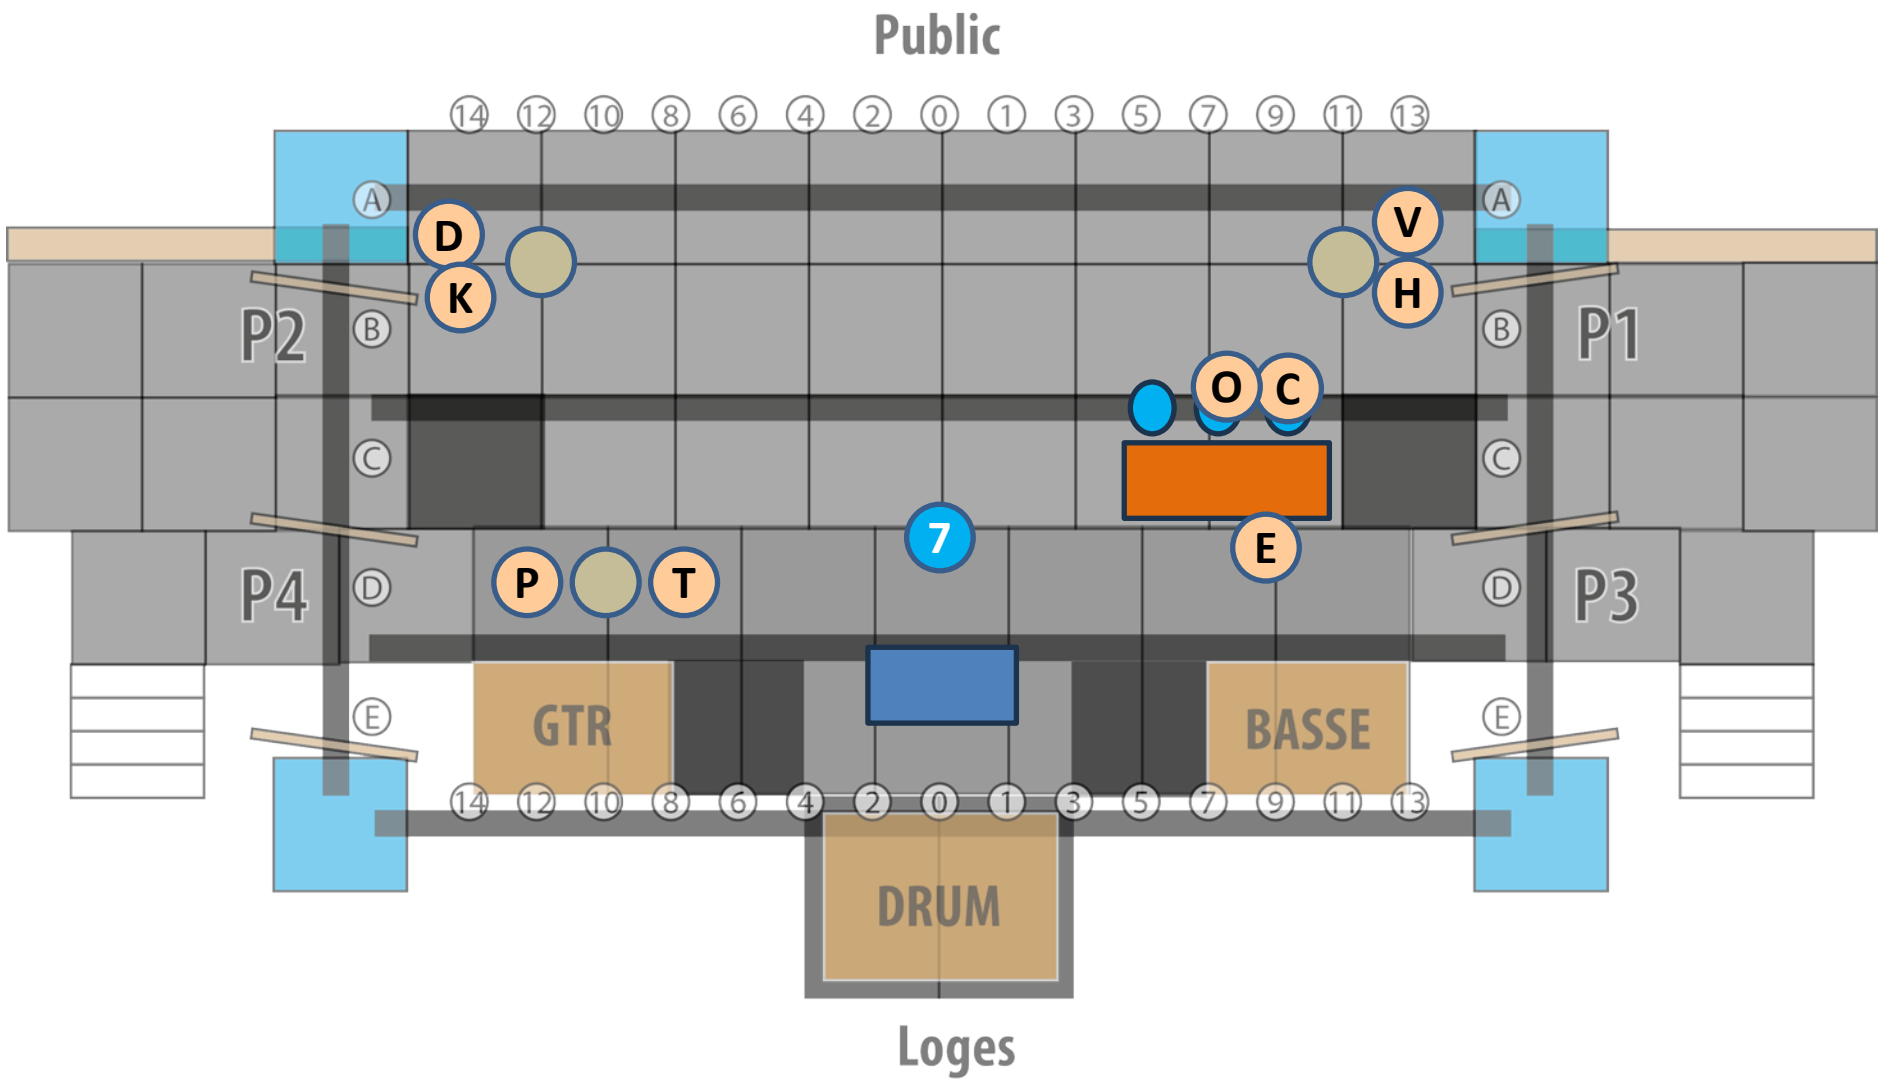 Public
14 12 10 8 6 4 2 0 1 3 5 7 9 11 13
A A
D V
K H
P2 B B P1
O C
C C
7
E
P T
P4 D D P3
GTR BASSE
E E
14 12 10 8 6 4 2 0 1 3 5 7 9 11 13
DRUM
Loges